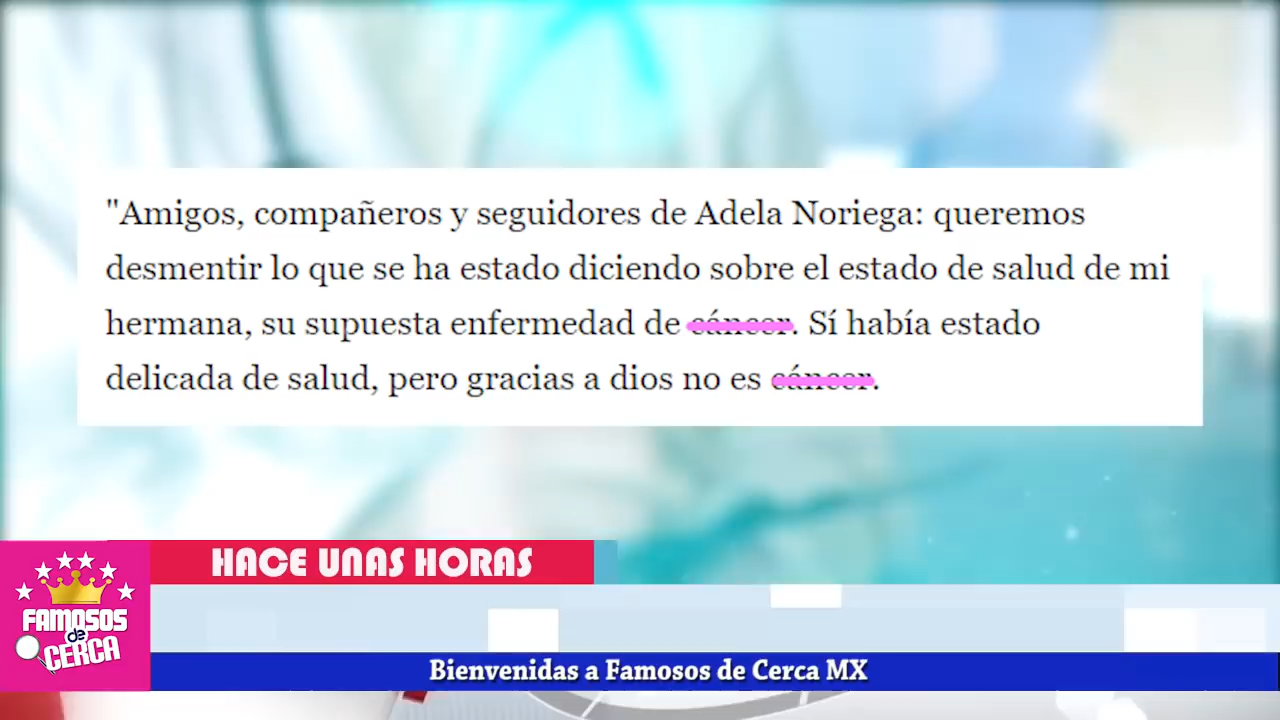 "Amigos, compañeros y seguidores de Adela Noriega: queremos
desmentir lo que se ha estado diciendo sobre el estado de salud de mi
hermana, su supuesta enfermedad de cáncer. Sí había estado
delicada de salud, pero gracias a dios no es cáncer.
HACE UNAS HORAS
FAMOSOS
de
CERCA
Bienvenidas a Famosos de Cerca MX